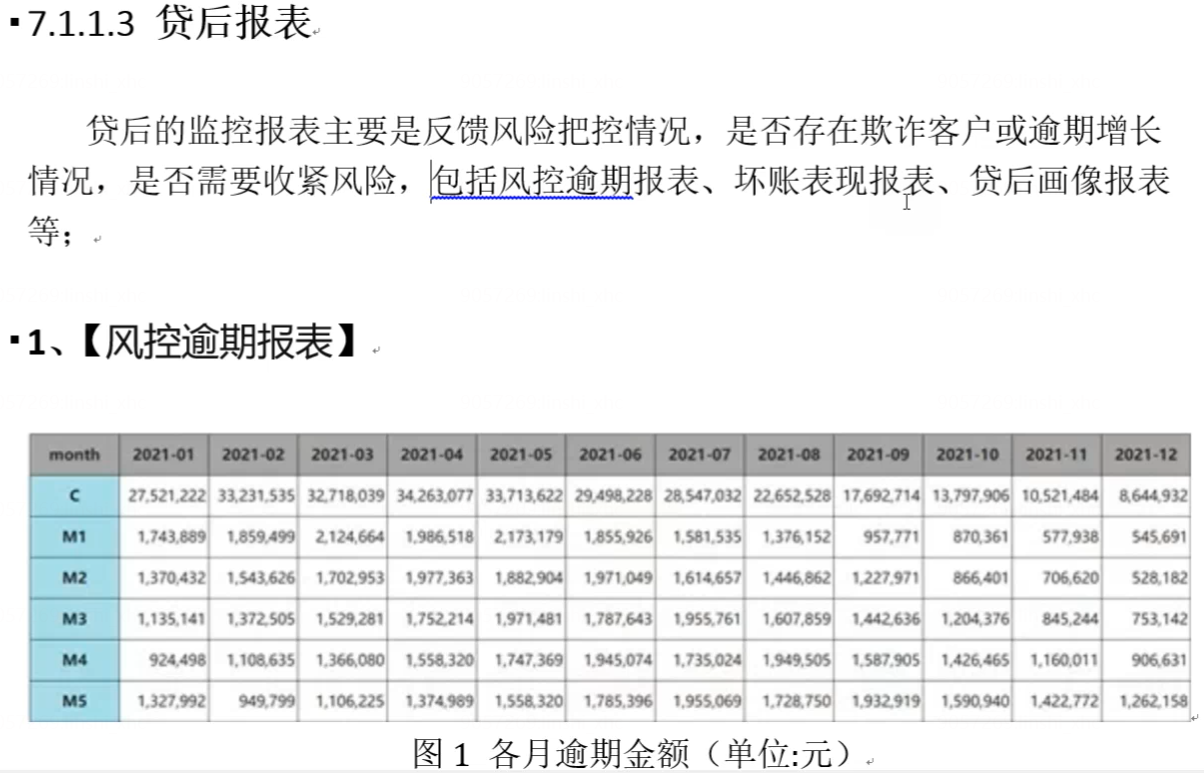 7.1.1.3 贷后报表
贷后的监控报表主要是反馈风险把控情况，是否存在欺诈客户或逾期增长
情况，是否需要收紧风险，包括风控逾期报表、坏账表现报表、贷后画像报表
等；
1、【风控逾期报表】
month 2021-01 2021-02 2021-03 2021-04 2021-05 2021-06 2021-07 2021-08 2021-09 2021-10 2021-11 2021-12
C 27,521,222 33,231,535 32,718,039 34,263,077 33,713,622 29,498,228 28,547,032 22,652,528 17,692,714 13,797,906 10,521,484 8,644,932
M1 1,743,889 1,859,499 2,124,664 1,986,518 2,173,179 1,855,926 1,581,535 1,376,152 957,771 870,361 577,938 545,691
M2 1,370,432 1,543,626 1,702,953 1,977,363 1,882,904 1,971,049 1,614,657 1,446,862 1,227,971 866,401 706,620 528,182
M3 1,135,141 1,372,505 1,529,281 1,752,214 1,971,481 1,787,643 1,955,761 1,607,859 1,442,636 1,204,376 845,244 753,142
M4 924,498 1,108,635 1,366,080 1,558,320 1,747,369 1,945,074 1,735,024 1,949,505 1,587,905 1,426,465 1,160,011 906,631
M5 1,327,992 949,799 1,106,225 1,374,989 1,558,320 1,785,396 1,955,069 1,728,750 1,932,919 1,590,940 1,422,772 1,262,158
图 1 各月逾期金额（单位:元）